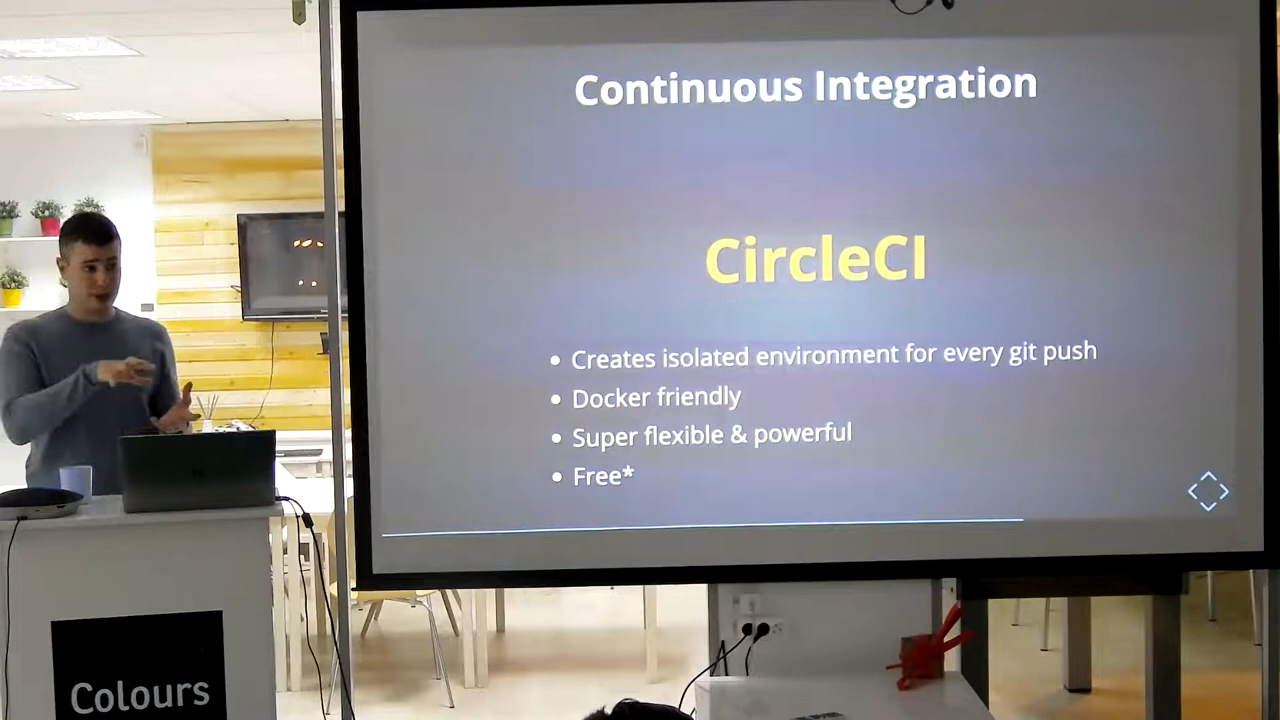 Continuous Integration
CircleCI
Creates isolated environment for every git push
Docker friendly
Super flexible & powerful
Free*
Colours